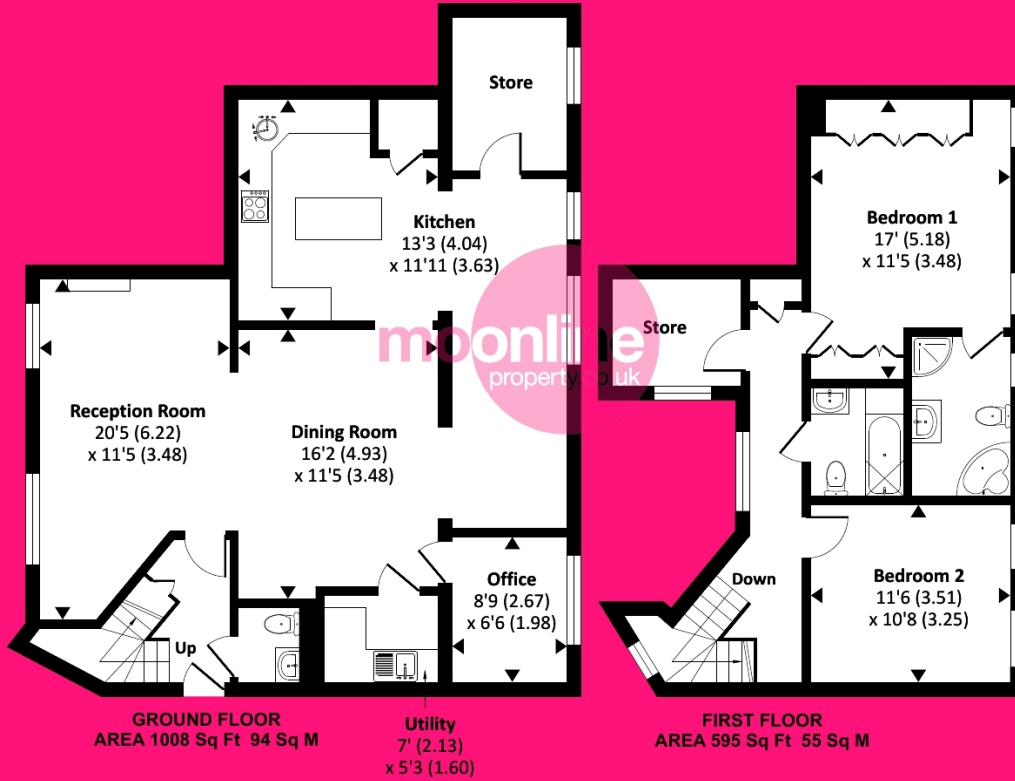 Store
Kitchen
13'3 (4.04)
x 11'11 (3.63)
Bedroom 1
17' (5.18)
x 11'5 (3.48)
Store
moonline
property.co.uk
Reception Room
20'5 (6.22)
x 11'5 (3.48)
Dining Room
16'2 (4.93)
x 11'5 (3.48)
Office
8'9 (2.67)
x 6'6 (1.98)
Down
Bedroom 2
11'6 (3.51)
x 10'8 (3.25)
Up
GROUND FLOOR
AREA 1008 Sq Ft 94 Sq M
Utility
7' (2.13)
x 5'3 (1.60)
FIRST FLOOR
AREA 595 Sq Ft 55 Sq M